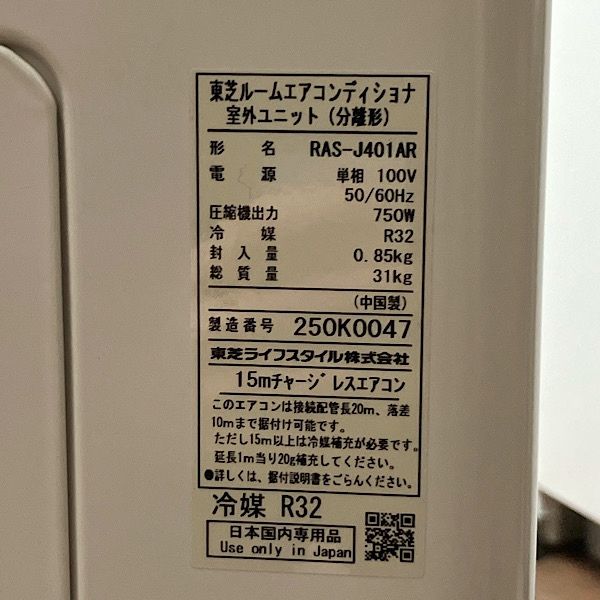 東芝ルームエアコンディショナ
室外ユニット（分離形）
形 名 RAS-J401AR
電 源 単相 100V
50/60Hz
圧縮機出力 750W
冷 媒 R32
封 入 量 0.85kg
総 質 量 31kg
（中国製）
製造番号 250K0047
東芝ライフスタイル株式会社
15mチャージレスエアコン
このエアコンは接続配管長20m、落差
10mまで据付け可能です。
ただし15m以上は冷媒補充が必要です。
延長1m当り20g補充してください。
●詳しくは、据付説明書をごらんください。
冷媒 R32
日本国内専用品
Use only in Japan